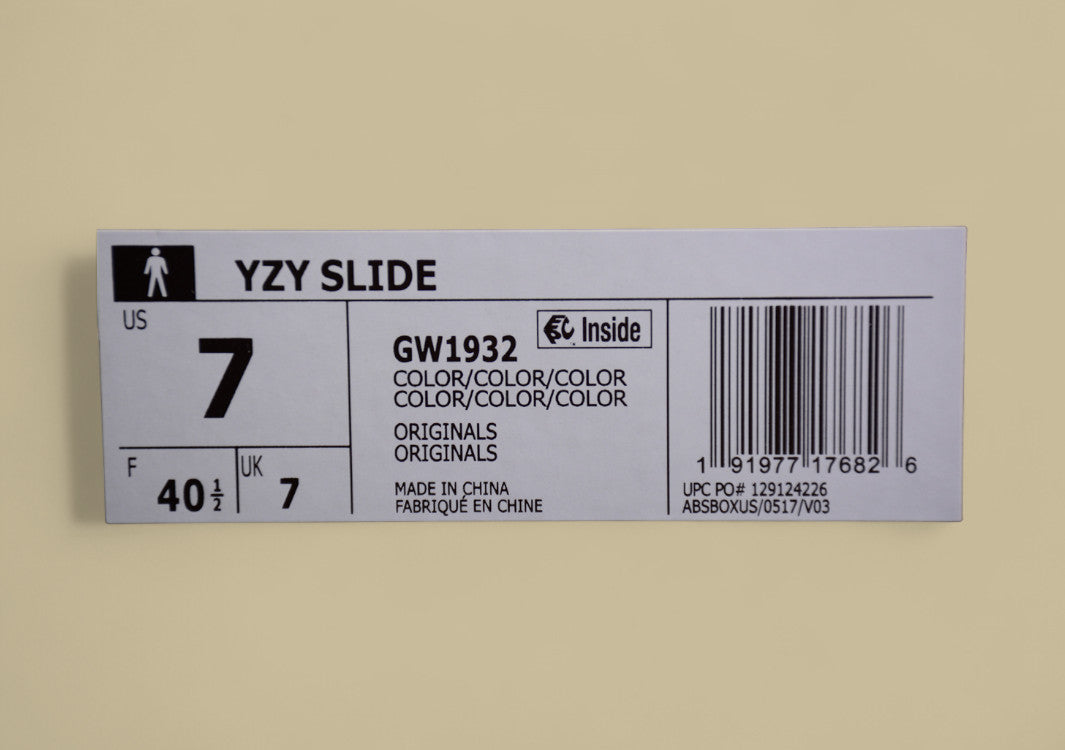 YZY SLIDE
US
7
F
40 1/2
UK
7
GW1932
Inside
COLOR/COLOR/COLOR
COLOR/COLOR/COLOR
ORIGINALS
ORIGINALS
MADE IN CHINA
FABRIQUÉ EN CHINE
1 91977 17682 6
UPC PO# 129124226
ABSBOXUS/0517/V03